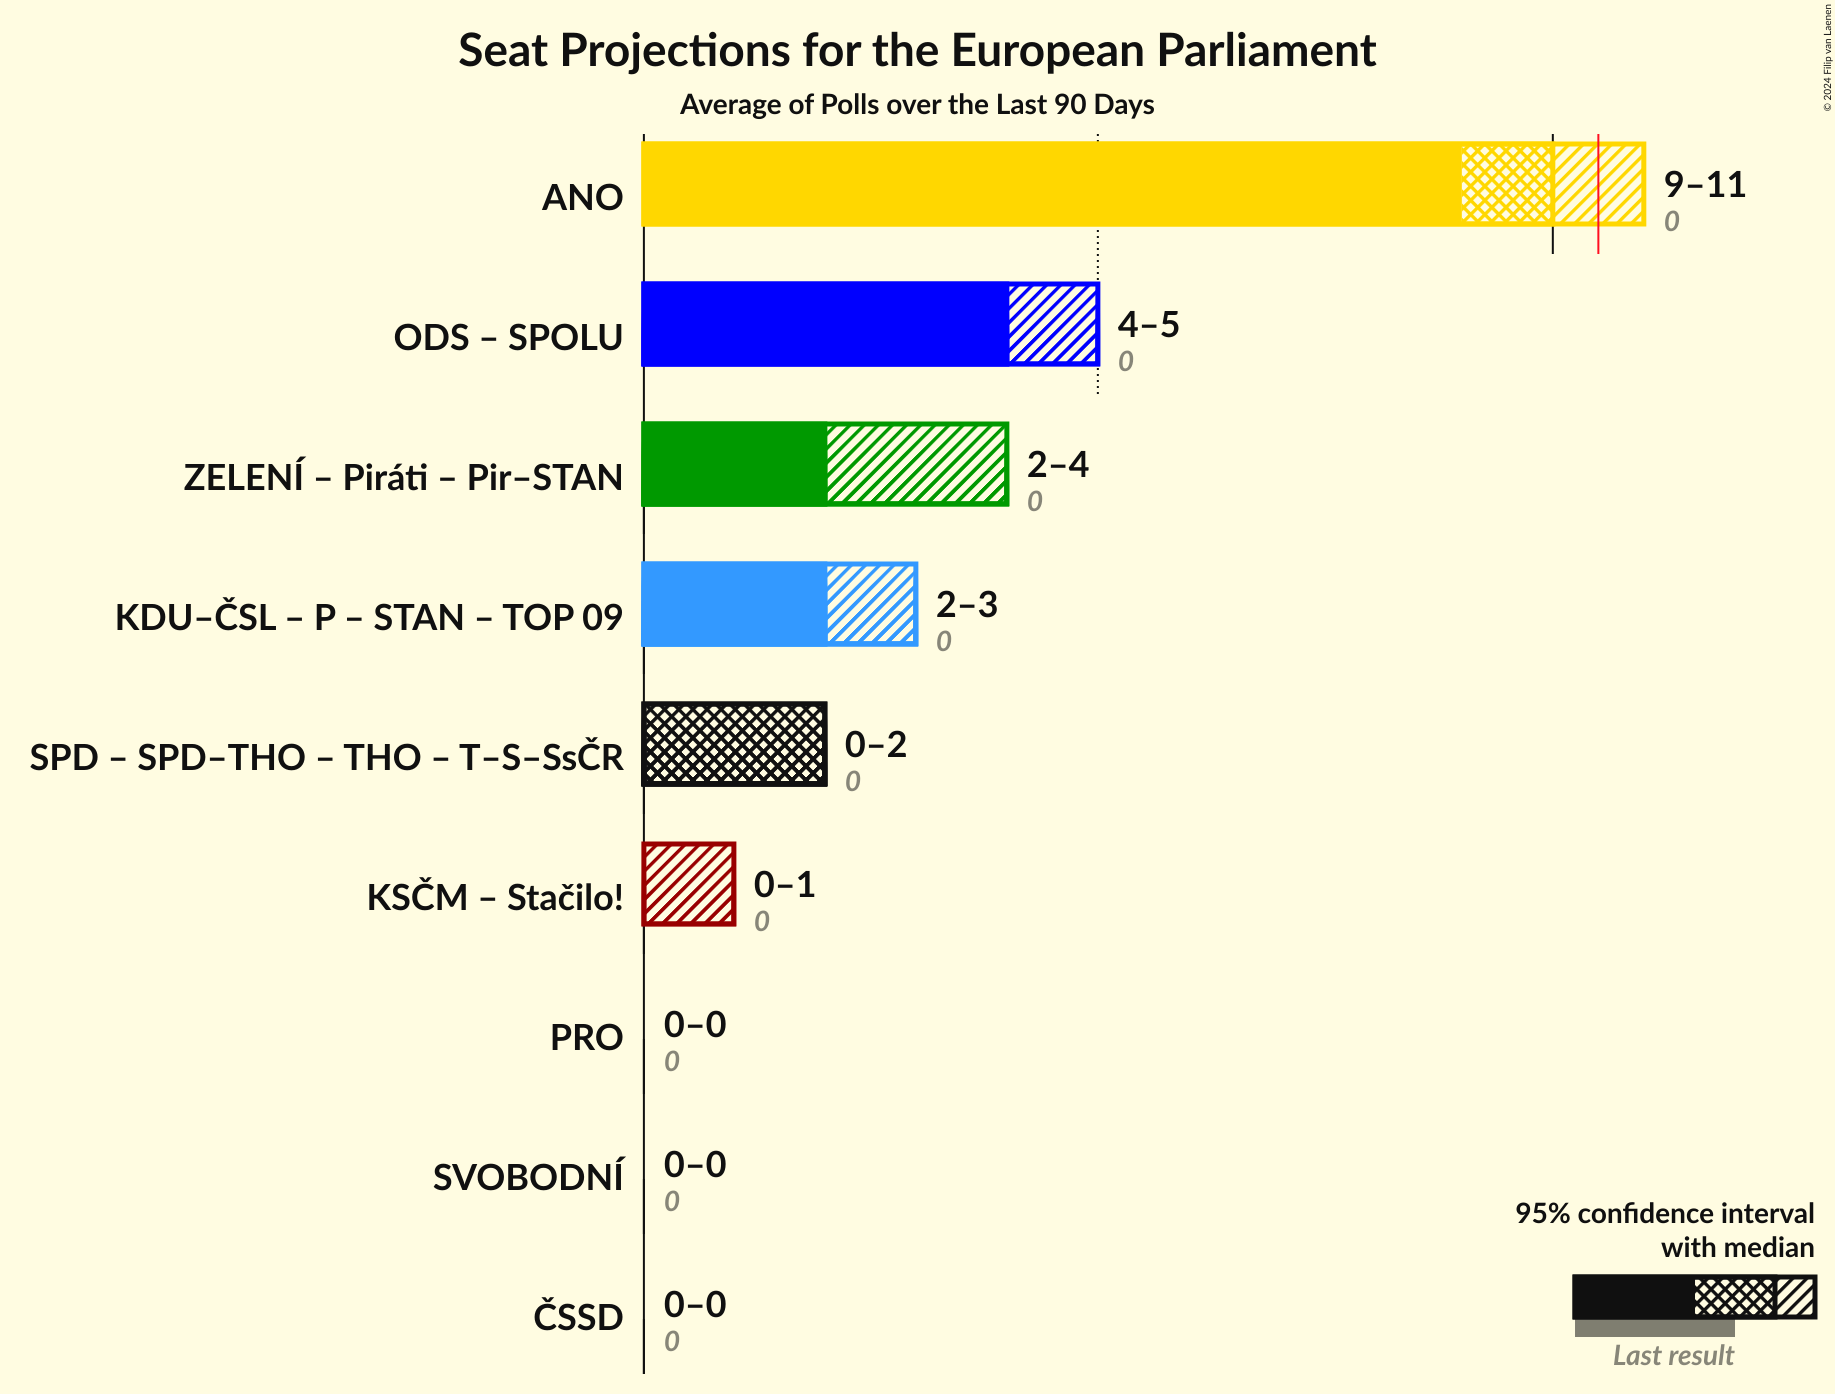 Seat Projections for the European Parliament
Average of Polls over the Last 90 Days
© 2024 Filip van Laenen
ANO
9–11
0
ODS – SPOLU
4–5
0
ZELENÍ – Piráti – Pir–STAN
2–4
0
KDU–ČSL – P – STAN – TOP 09
2–3
0
SPD – SPD–THO – THO – T–S–SsČR
0–2
0
KSČM – Stačilo!
0–1
0
PRO
0–0
0
SVOBODNÍ
0–0
0
ČSSD
0–0
0
95% confidence interval
with median
Last result